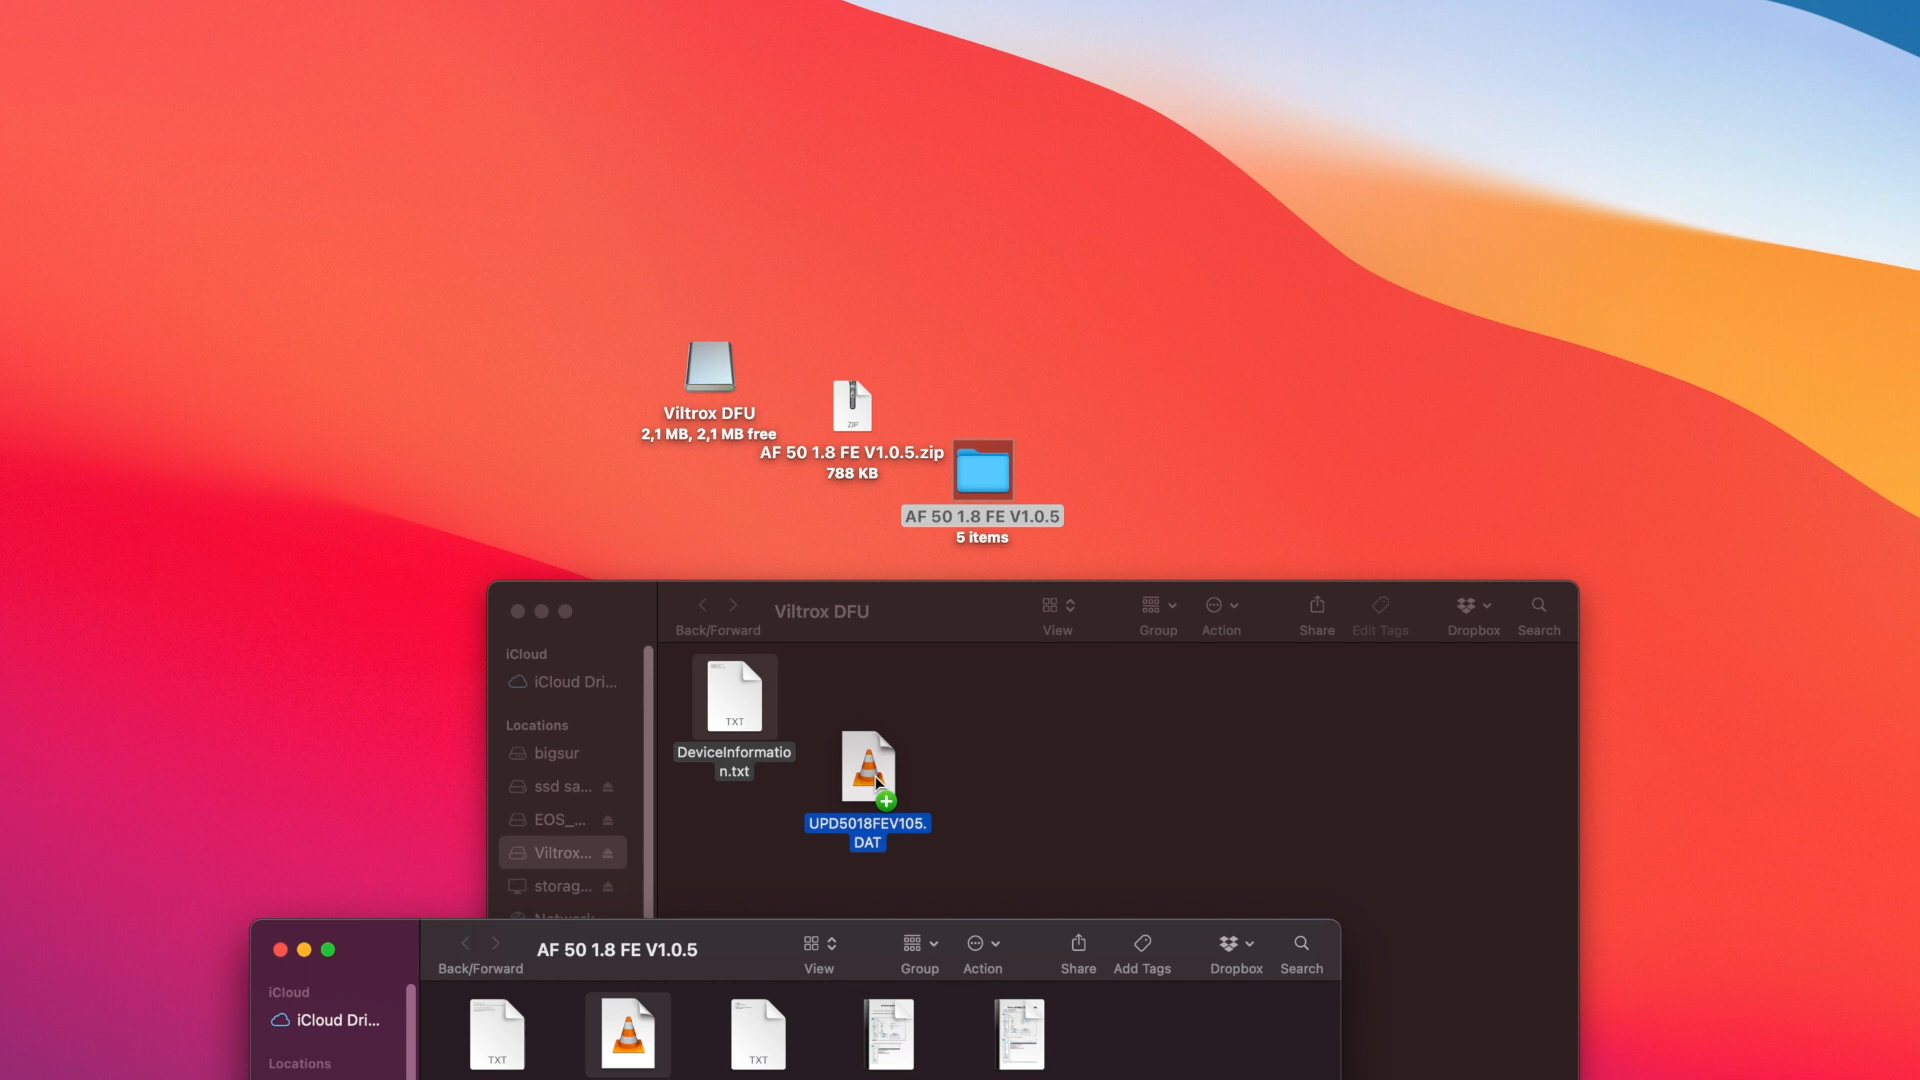 Viltrox DFU
2,1 MB, 2,1 MB free
ZIP
AF 50 1.8 FE V1.0.5.zip
788 KB
AF 50 1.8 FE V1.0.5
5 items
Back/Forward
Viltrox DFU
View
Group
Action
Share
Edit Tags
Dropbox
Search
iCloud
iCloud Dri...
Locations
bigsur
ssd sa...
EOS_...
Viltrox...
storag...
Network
TXT
DeviceInformatio
n.txt
UPD5018FEV105.
DAT
Back/Forward
AF 50 1.8 FE V1.0.5
View
Group
Action
Share
Add Tags
Dropbox
Search
iCloud
iCloud Dri...
Locations
TXT
TXT